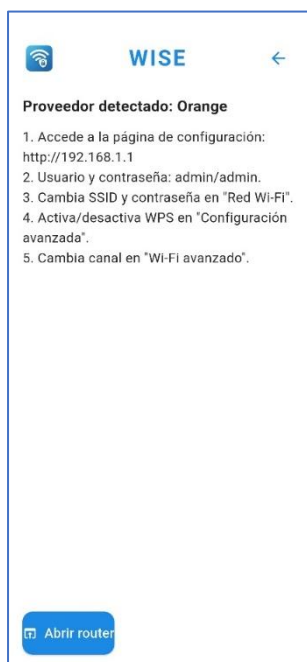 WISE
Proveedor detectado: Orange
1. Accede a la página de configuración:
http://192.168.1.1
2. Usuario y contraseña: admin/admin.
3. Cambia SSID y contraseña en "Red Wi-Fi".
4. Activa/desactiva WPS en "Configuración
avanzada".
5. Cambia canal en "Wi-Fi avanzado".
Abrir router